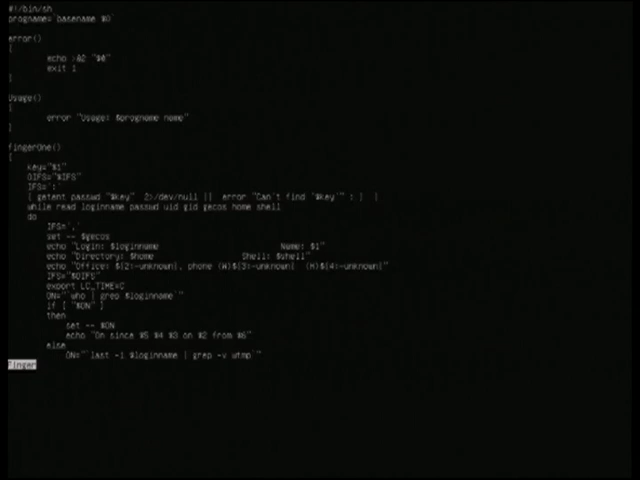 #!/bin/sh
progname=`basename $0`
error()
{
echo >&2 "$@"
exit 1
}
Usage()
{
error "Usage: $progname name"
}
fingerOne()
{
key="$1"
OIFS="$IFS"
IFS=':'
{ getent passwd "$key" 2>/dev/null || error "Can't find '$key'" ; } |
while read loginname passwd uid gid gecos home shell
do
IFS=','
set -- $gecos
echo "Login: $loginname Name: $1"
echo "Directory: $home Shell: $shell"
echo "Office: ${2:-unknown}, phone (W)${3:-unknown} (H)${4:-unknown}"
IFS="$OIFS"
export LC_TIME=C
ON="`who | grep $loginname`"
if [ "$ON" ]
then
set -- $ON
echo "On since $5 $4 $3 on $2 from $6"
else
ON="`last -1 $loginname | grep -v wtmp`"
finger